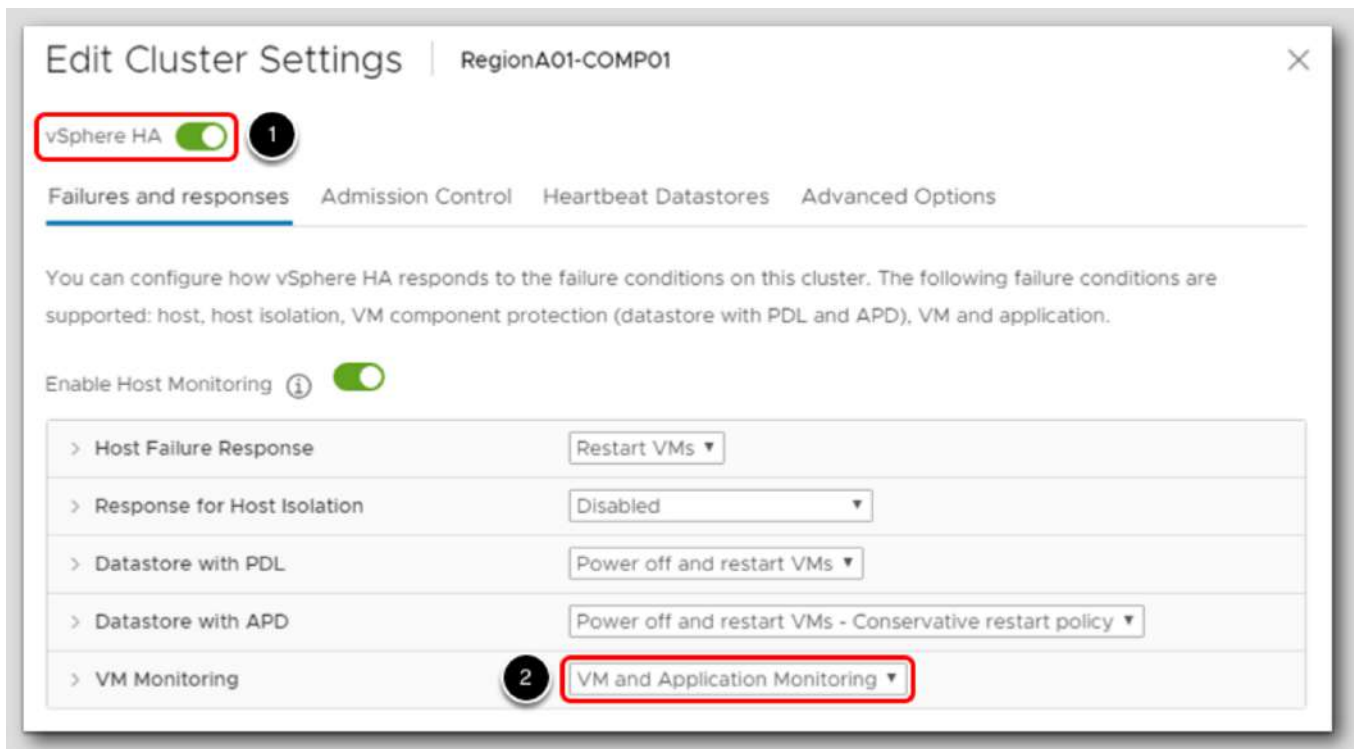 Edit Cluster Settings RegionA01-COMP01
vSphere HA 1
Failures and responses Admission Control Heartbeat Datastores Advanced Options
You can configure how vSphere HA responds to the failure conditions on this cluster. The following failure conditions are
supported: host, host isolation, VM component protection (datastore with PDL and APD), VM and application.
Enable Host Monitoring
Host Failure Response Restart VMs
Response for Host Isolation Disabled
Datastore with PDL Power off and restart VMs
Datastore with APD Power off and restart VMs - Conservative restart policy
VM Monitoring 2 VM and Application Monitoring